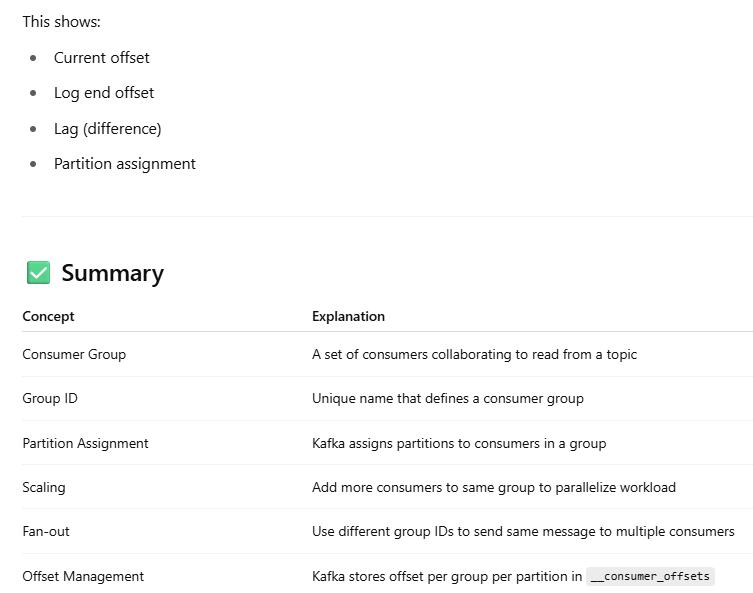 This shows:
Current offset
Log end offset
Lag (difference)
Partition assignment
✅ Summary
Concept Explanation
Consumer Group A set of consumers collaborating to read from a topic
Group ID Unique name that defines a consumer group
Partition Assignment Kafka assigns partitions to consumers in a group
Scaling Add more consumers to same group to parallelize workload
Fan-out Use different group IDs to send same message to multiple consumers
Offset Management Kafka stores offset per group per partition in __consumer_offsets